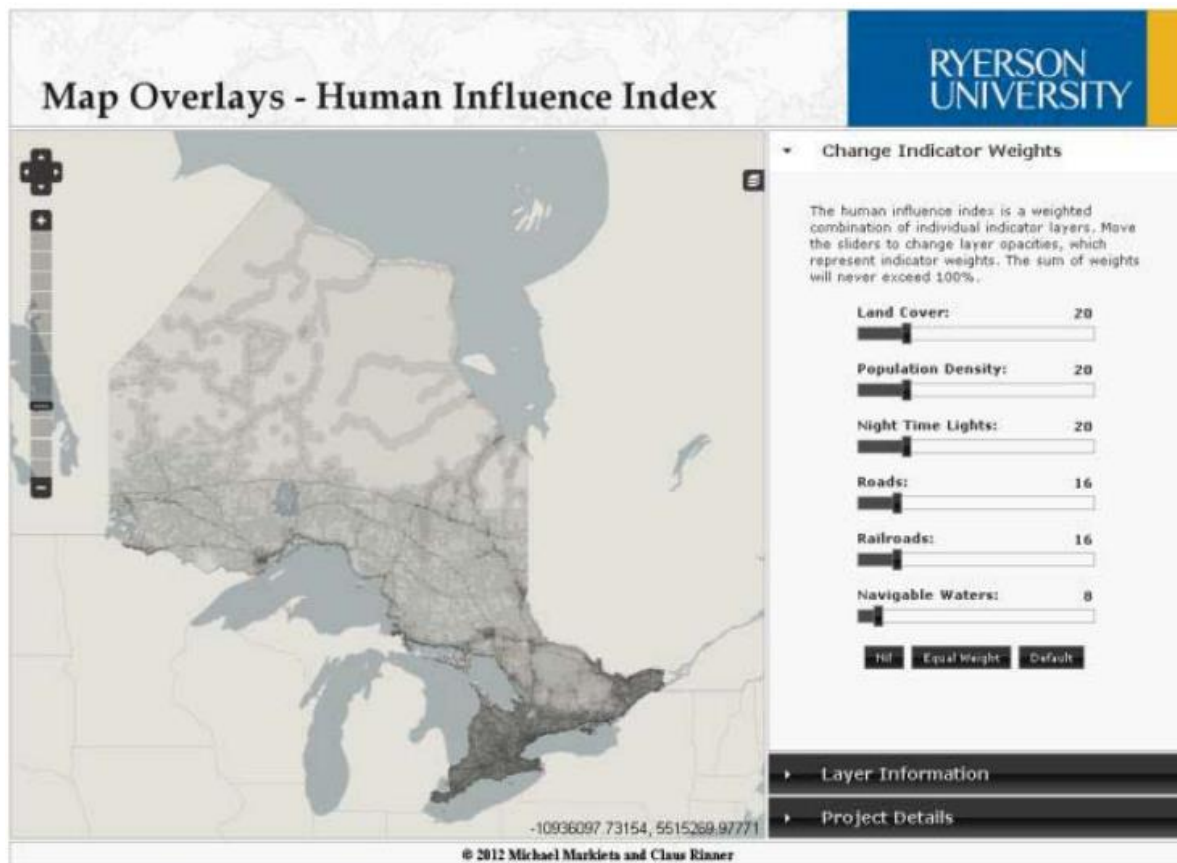 Map Overlays - Human Influence Index
RYERSON
UNIVERSITY
Change Indicator Weights
The human influence index is a weighted
combination of individual indicator layers. Move
the sliders to change layer opacities, which
represent indicator weights. The sum of weights
will never exceed 100%.
Land Cover: 20
Population Density: 20
Night Time Lights: 20
Roads: 16
Railroads: 16
Navigable Waters: 8
Nil Equal Weight Default
Layer Information
Project Details
-10936097.73154, 5515269.97771
© 2012 Michael Markieta and Claus Rinner